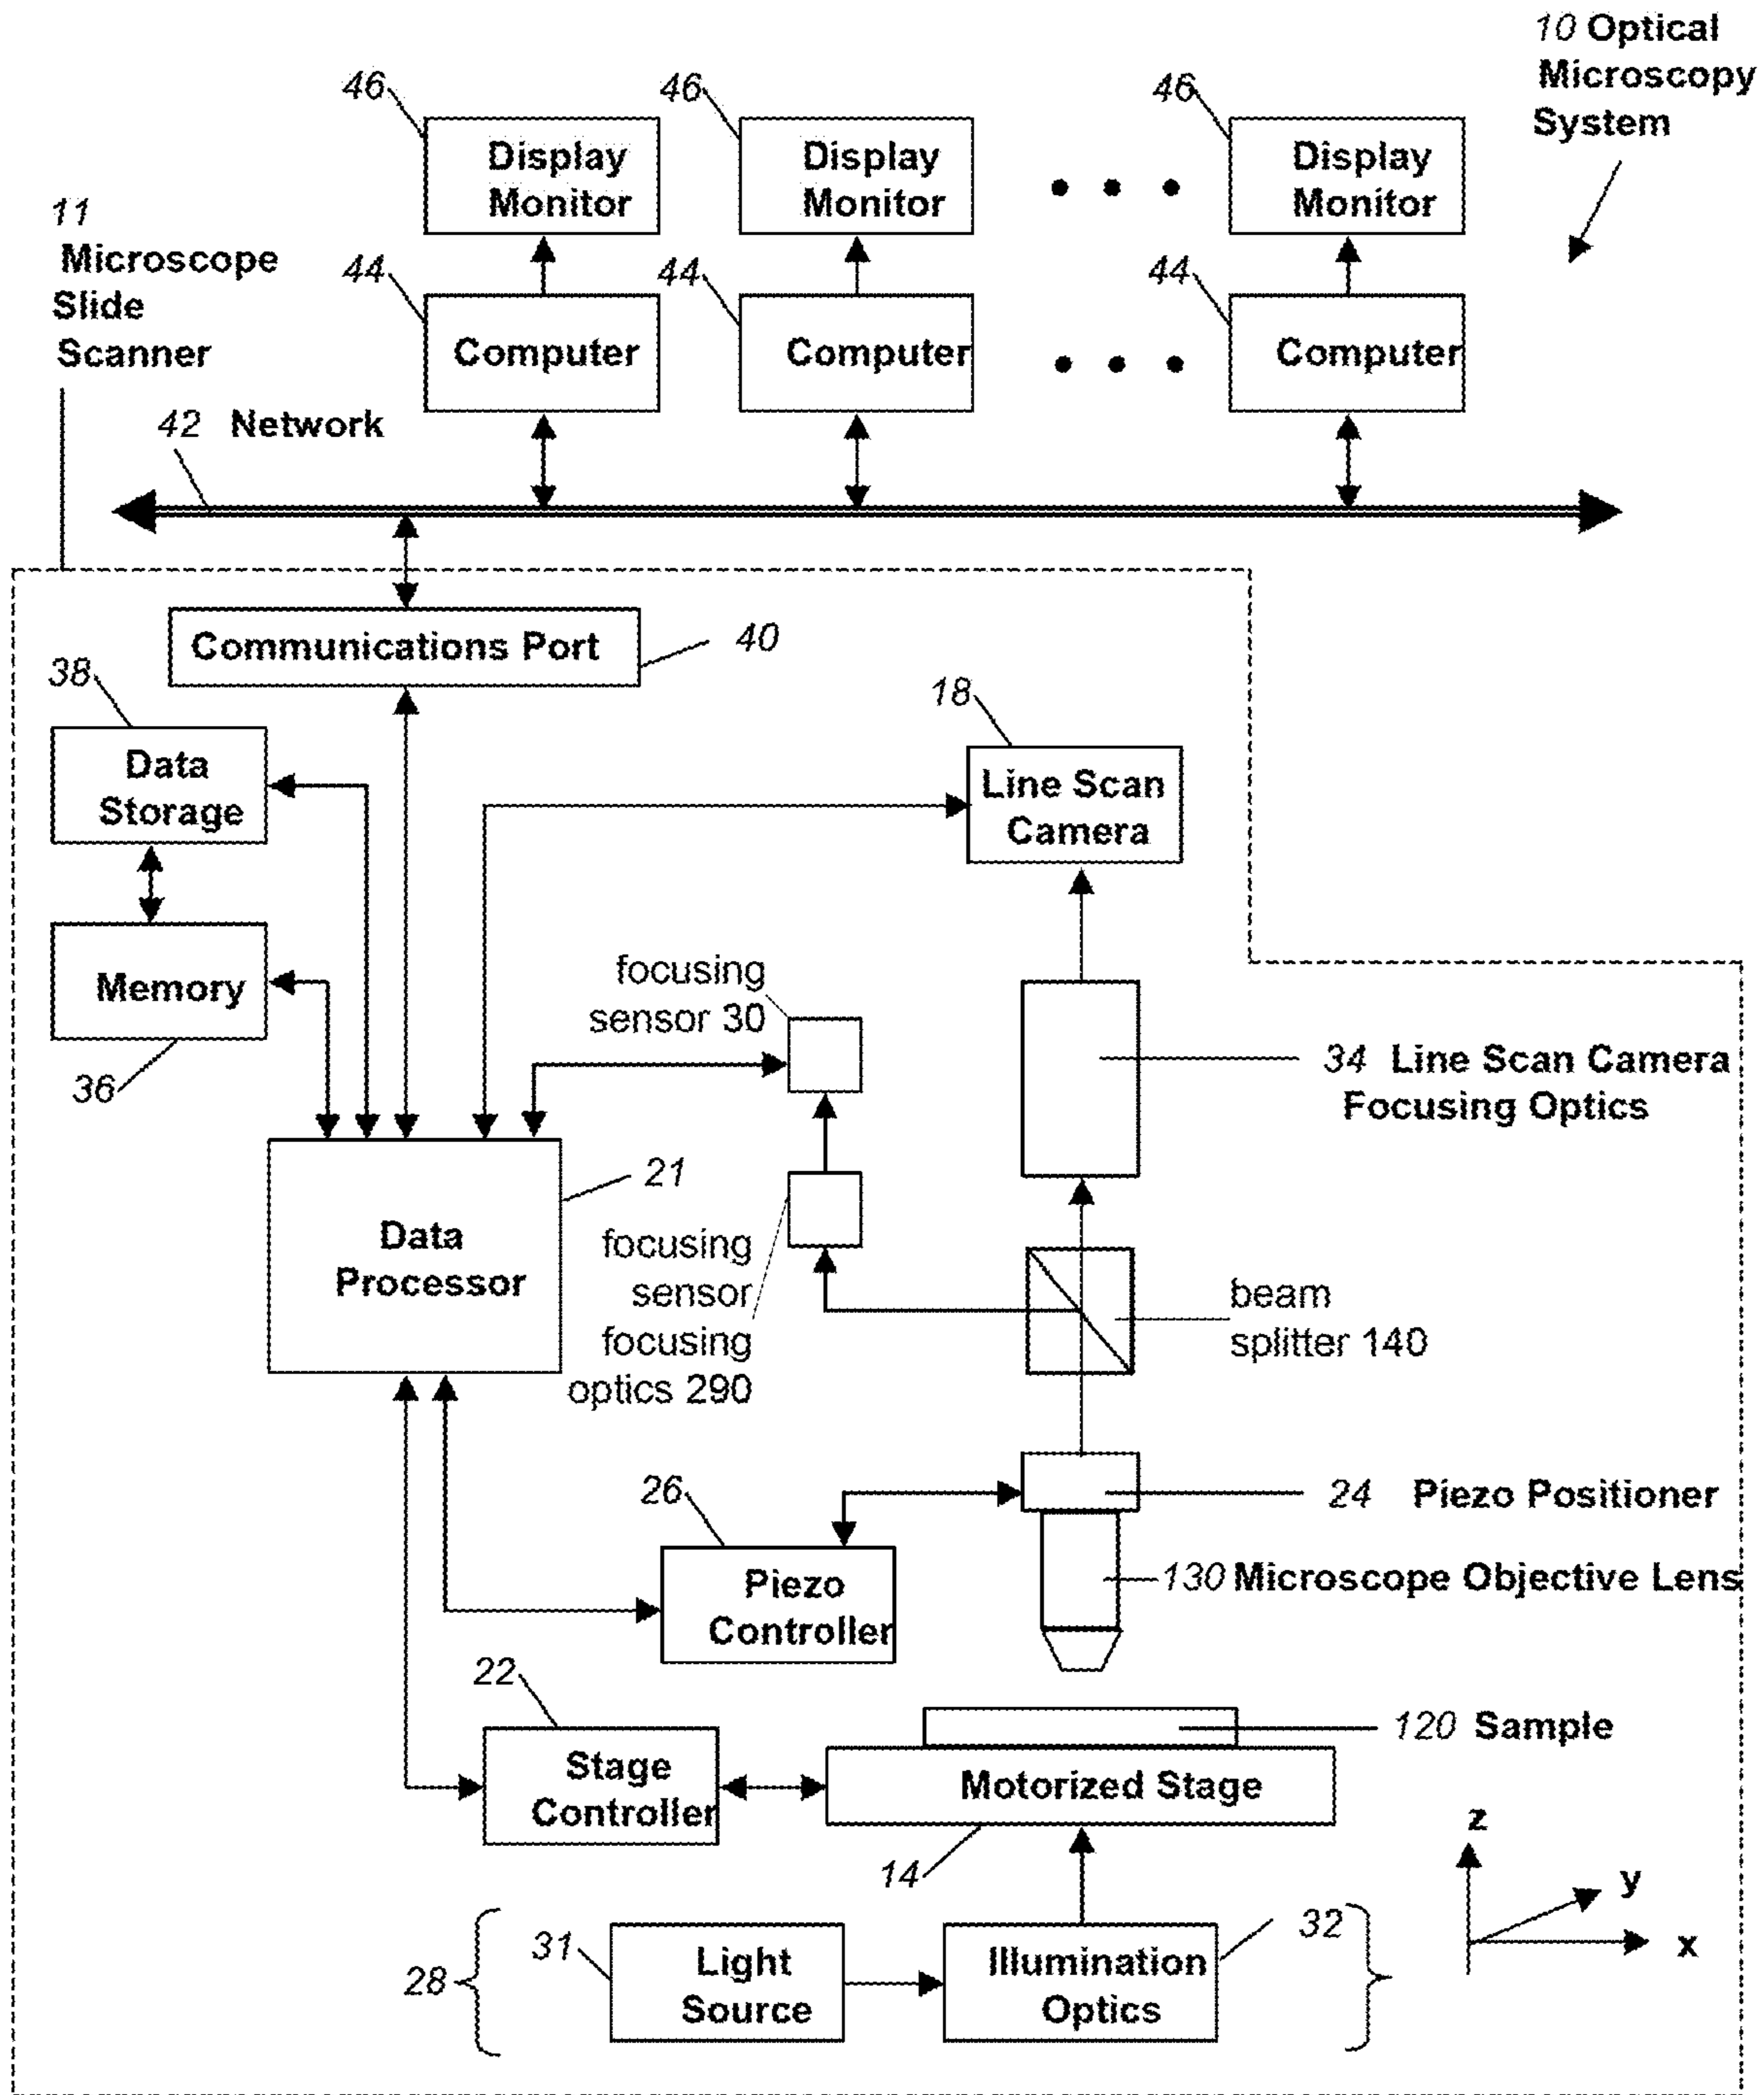 10 Optical
Microscopy
System
46
46
46
Display
Monitor
Display
Monitor
Display
Monitor
11
Microscope
Slide
Scanner
44
44
44
Computer
Computer
Computer
42 Network
Communications Port
40
38
18
Data
Storage
Line Scan
Camera
Memory
36
focusing
sensor 30
34 Line Scan Camera
Focusing Optics
21
Data
Processor
focusing
sensor
focusing
optics 290
beam
splitter 140
26
24 Piezo Positioner
Piezo
Controller
130 Microscope Objective Lens
22
120 Sample
Stage
Controller
Motorized Stage
14
z
y
x
28
31
Light
Source
Illumination
Optics
32